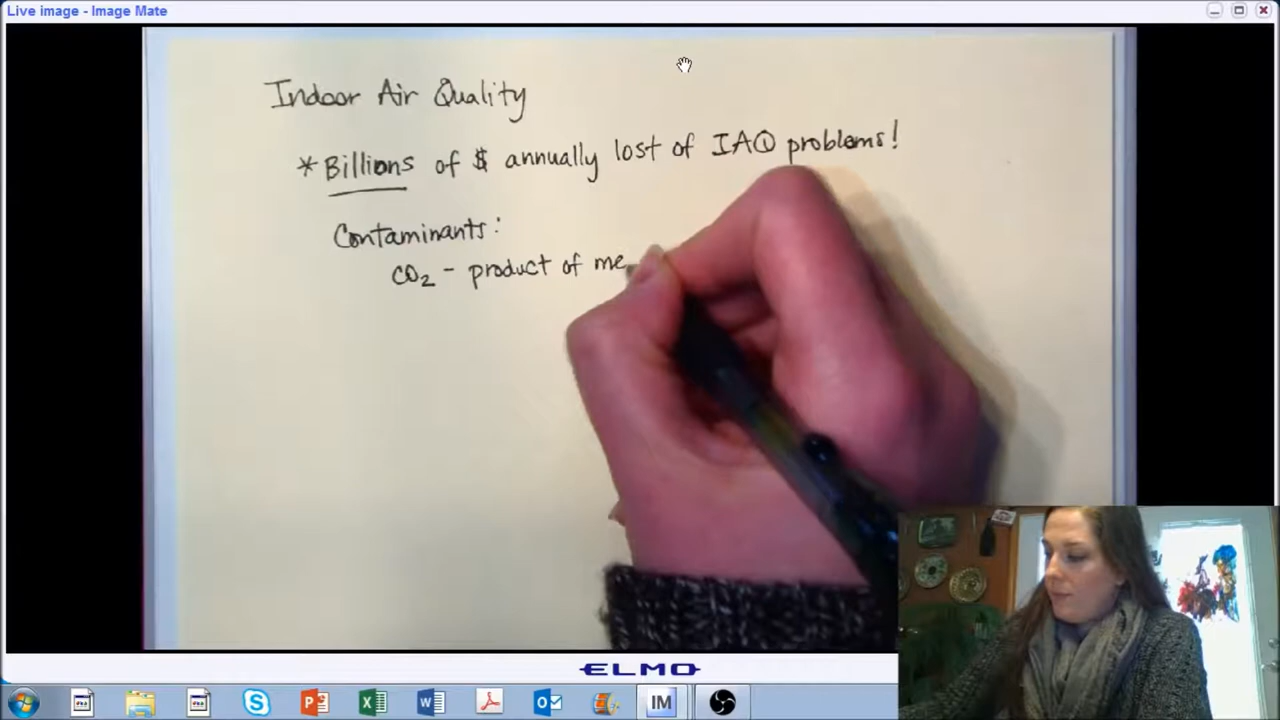 Live image - Image Mate
Indoor Air Quality
* Billions of $ annually lost of IAQ problems!
Contaminants:
CO₂ - product of me
ELMO
IM